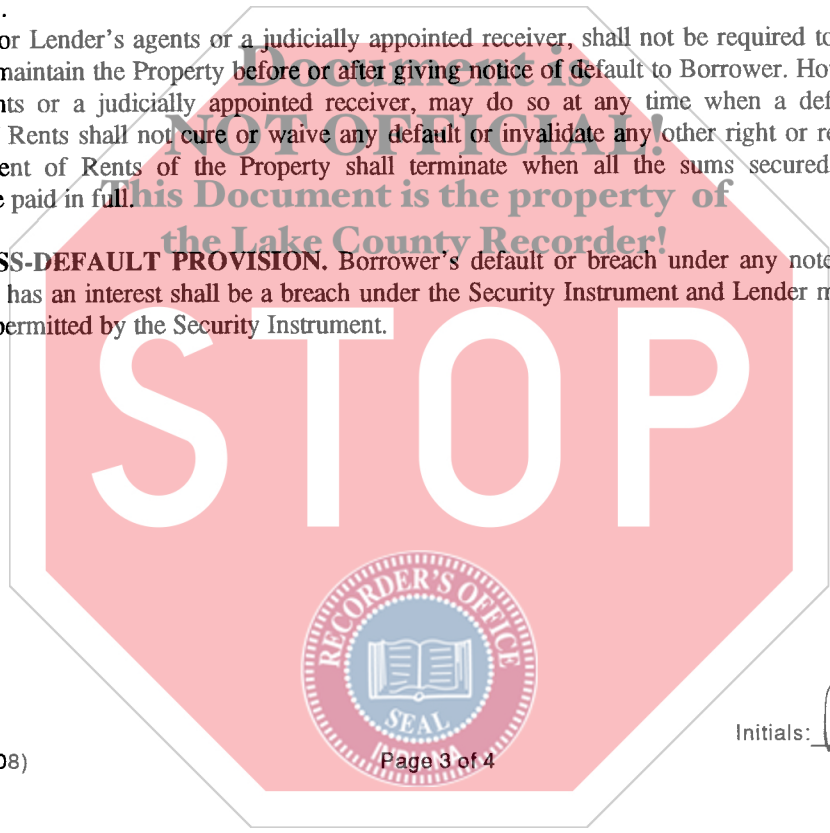 .
or Lender's agents or a judicially appointed receiver, shall not be required to
maintain the Property before or after giving notice of default to Borrower. Ho
nts or a judicially appointed receiver, may do so at any time when a def
Rents shall not cure or waive any default or invalidate any other right or re
ent of Rents of the Property shall terminate when all the sums secured
e paid in full.
Document is
NOT OFFICIAL!
This Document is the property of
the Lake County Recorder!
SS-DEFAULT PROVISION. Borrower's default or breach under any note
has an interest shall be a breach under the Security Instrument and Lender m
permitted by the Security Instrument.
STOP
RECORDER'S OFFICE
SEAL
INDIANA
Initials:
08)
Page 3 of 4